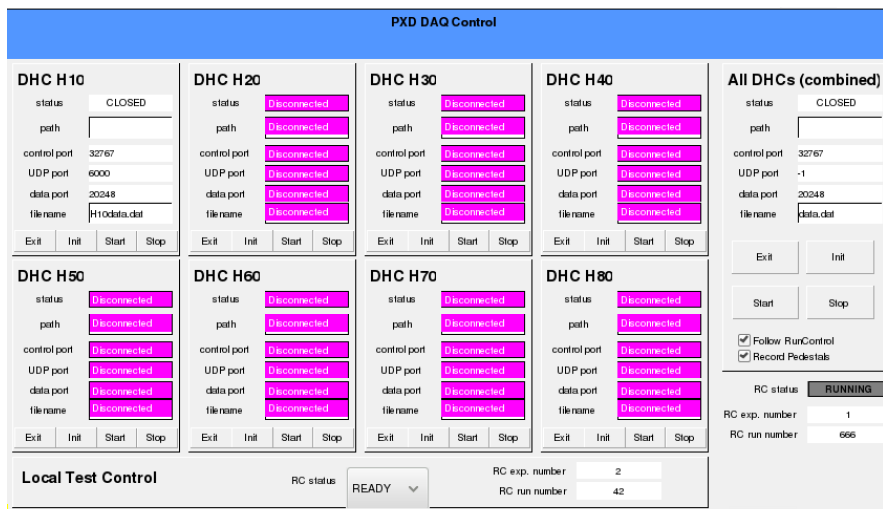 PXD DAQ Control
DHC H10 DHC H20 DHC H30 DHC H40 All DHCs (combined)
status CLOSED status Disconnected status Disconnected status Disconnected status CLOSED
path path Disconnected path Disconnected path Disconnected path
control port 32767 control port Disconnected control port Disconnected control port Disconnected control port 32767
UDP port 6000 UDP port Disconnected UDP port Disconnected UDP port Disconnected UDP port -1
data port 20248 data port Disconnected data port Disconnected data port Disconnected data port 20248
filename H10data.dat filename Disconnected filename Disconnected filename Disconnected filename data.dat
Exit Init Start Stop Exit Init Start Stop Exit Init Start Stop Exit Init Start Stop
Exit Init
DHC H50 DHC H60 DHC H70 DHC H80
status Disconnected status Disconnected status Disconnected status Disconnected Start Stop
path Disconnected path Disconnected path Disconnected path Disconnected
Follow RunControl
control port Disconnected control port Disconnected control port Disconnected control port Disconnected Record Pedestals
UDP port Disconnected UDP port Disconnected UDP port Disconnected UDP port Disconnected
data port Disconnected data port Disconnected data port Disconnected data port Disconnected RC status RUNNING
filename Disconnected filename Disconnected filename Disconnected filename Disconnected RC exp. number 1
Exit Init Start Stop Exit Init Start Stop Exit Init Start Stop Exit Init Start Stop RC run number 666
Local Test Control RC status READY RC exp. number 2
RC run number 42